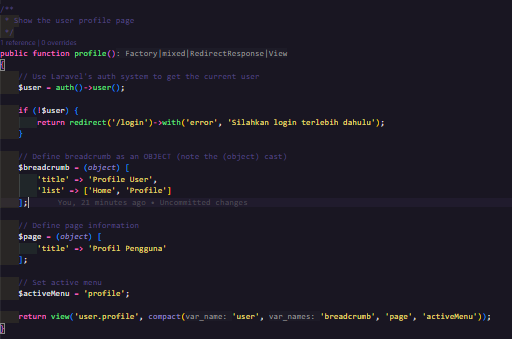 /**
 * Show the user profile page
 */
1 reference | 0 overrides
public function profile(): Factory|mixed|RedirectResponse|View
{
    // Use Laravel's auth system to get the current user
    $user = auth()->user();
    if (!$user) {
        return redirect('/login')->with('error', 'Silahkan login terlebih dahulu');
    }
    // Define breadcrumb as an OBJECT (note the (object) cast)
    $breadcrumb = (object) [
        'title' => 'Profile User',
        'list' => ['Home', 'Profile']
    ];     You, 21 minutes ago • Uncommitted changes
    // Define page information
    $page = (object) [
        'title' => 'Profil Pengguna'
    ];
    // Set active menu
    $activeMenu = 'profile';
    return view('user.profile', compact(var_name: 'user', var_names: 'breadcrumb', 'page', 'activeMenu'));
}